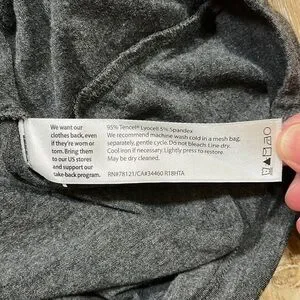 We want our
clothes back, even
if they're worn or
torn. Bring them
to our US stores
and support our
take-back program.
95% Tencel® Lyocell 5% Spandex
We recommend machine wash cold in a mesh bag,
separately, gentle cycle. Do not bleach. Line dry.
Cool iron if necessary. Lightly press to restore.
May be dry cleaned.
RN#78121/CA#34460 R18HTA